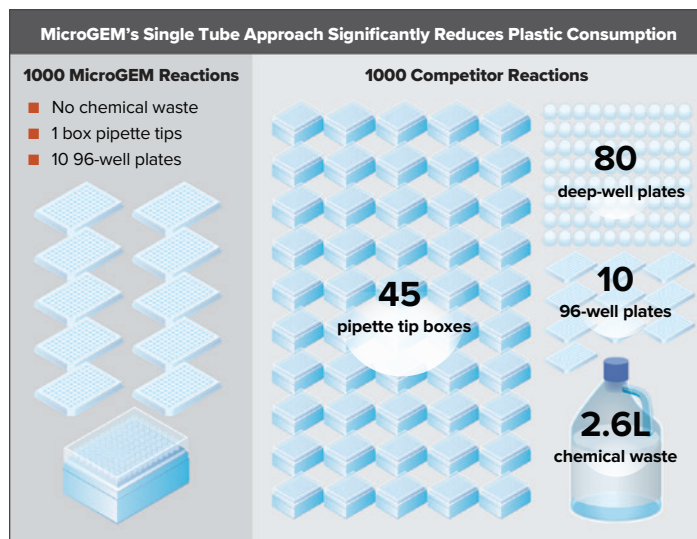 MicroGEM's Single Tube Approach Significantly Reduces Plastic Consumption
1000 MicroGEM Reactions
No chemical waste
1 box pipette tips
10 96-well plates
1000 Competitor Reactions
45
pipette tip boxes
80
deep-well plates
10
96-well plates
2.6L
chemical waste